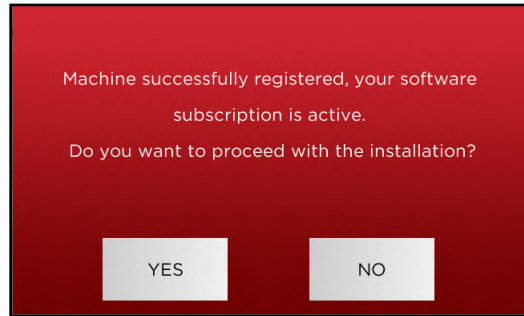 Machine successfully registered, your software
subscription is active.
Do you want to proceed with the installation?
YES
NO